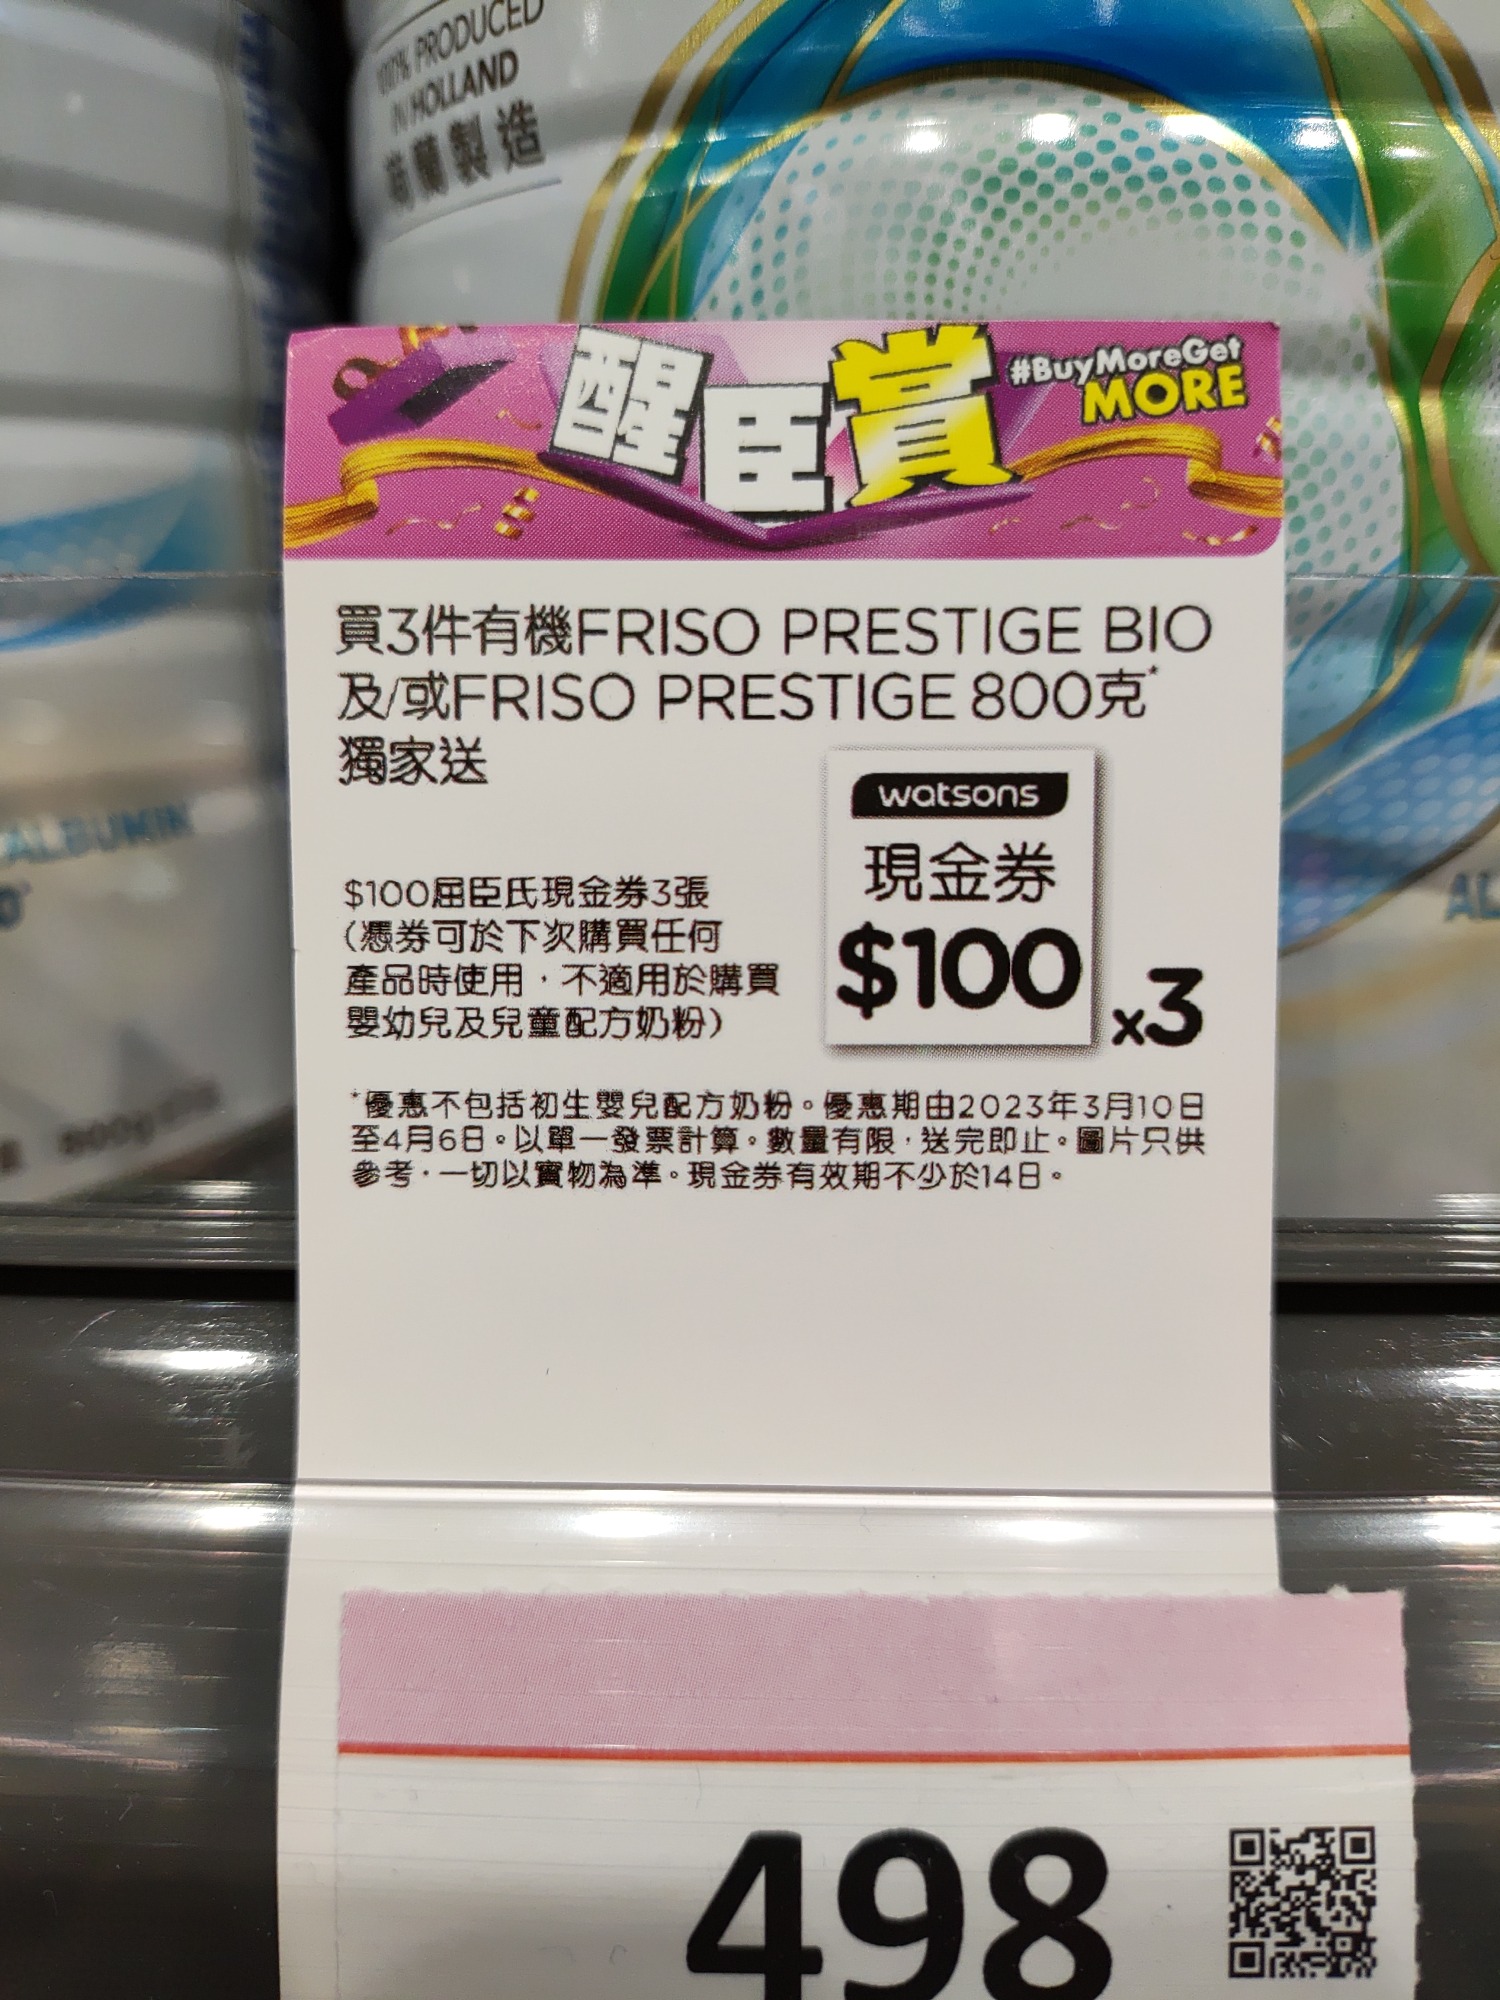 100% PRODUCED
IN HOLLAND
荷蘭製造
醒臣賞
#BuyMoreGet
MORE
買3件有機FRISO PRESTIGE BIO
及/或FRISO PRESTIGE 800克*
獨家送
watsons
現金券
$100
x3
$100屈臣氏現金券3張
(憑券可於下次購買任何
產品時使用，不適用於購買
嬰幼兒及兒童配方奶粉)
*優惠不包括初生嬰兒配方奶粉。優惠期由2023年3月10日
至4月6日。以單一發票計算。數量有限，送完即止。圖片只供
參考，一切以實物為準。現金券有效期不少於14日。
ALBUMIN
AL
498